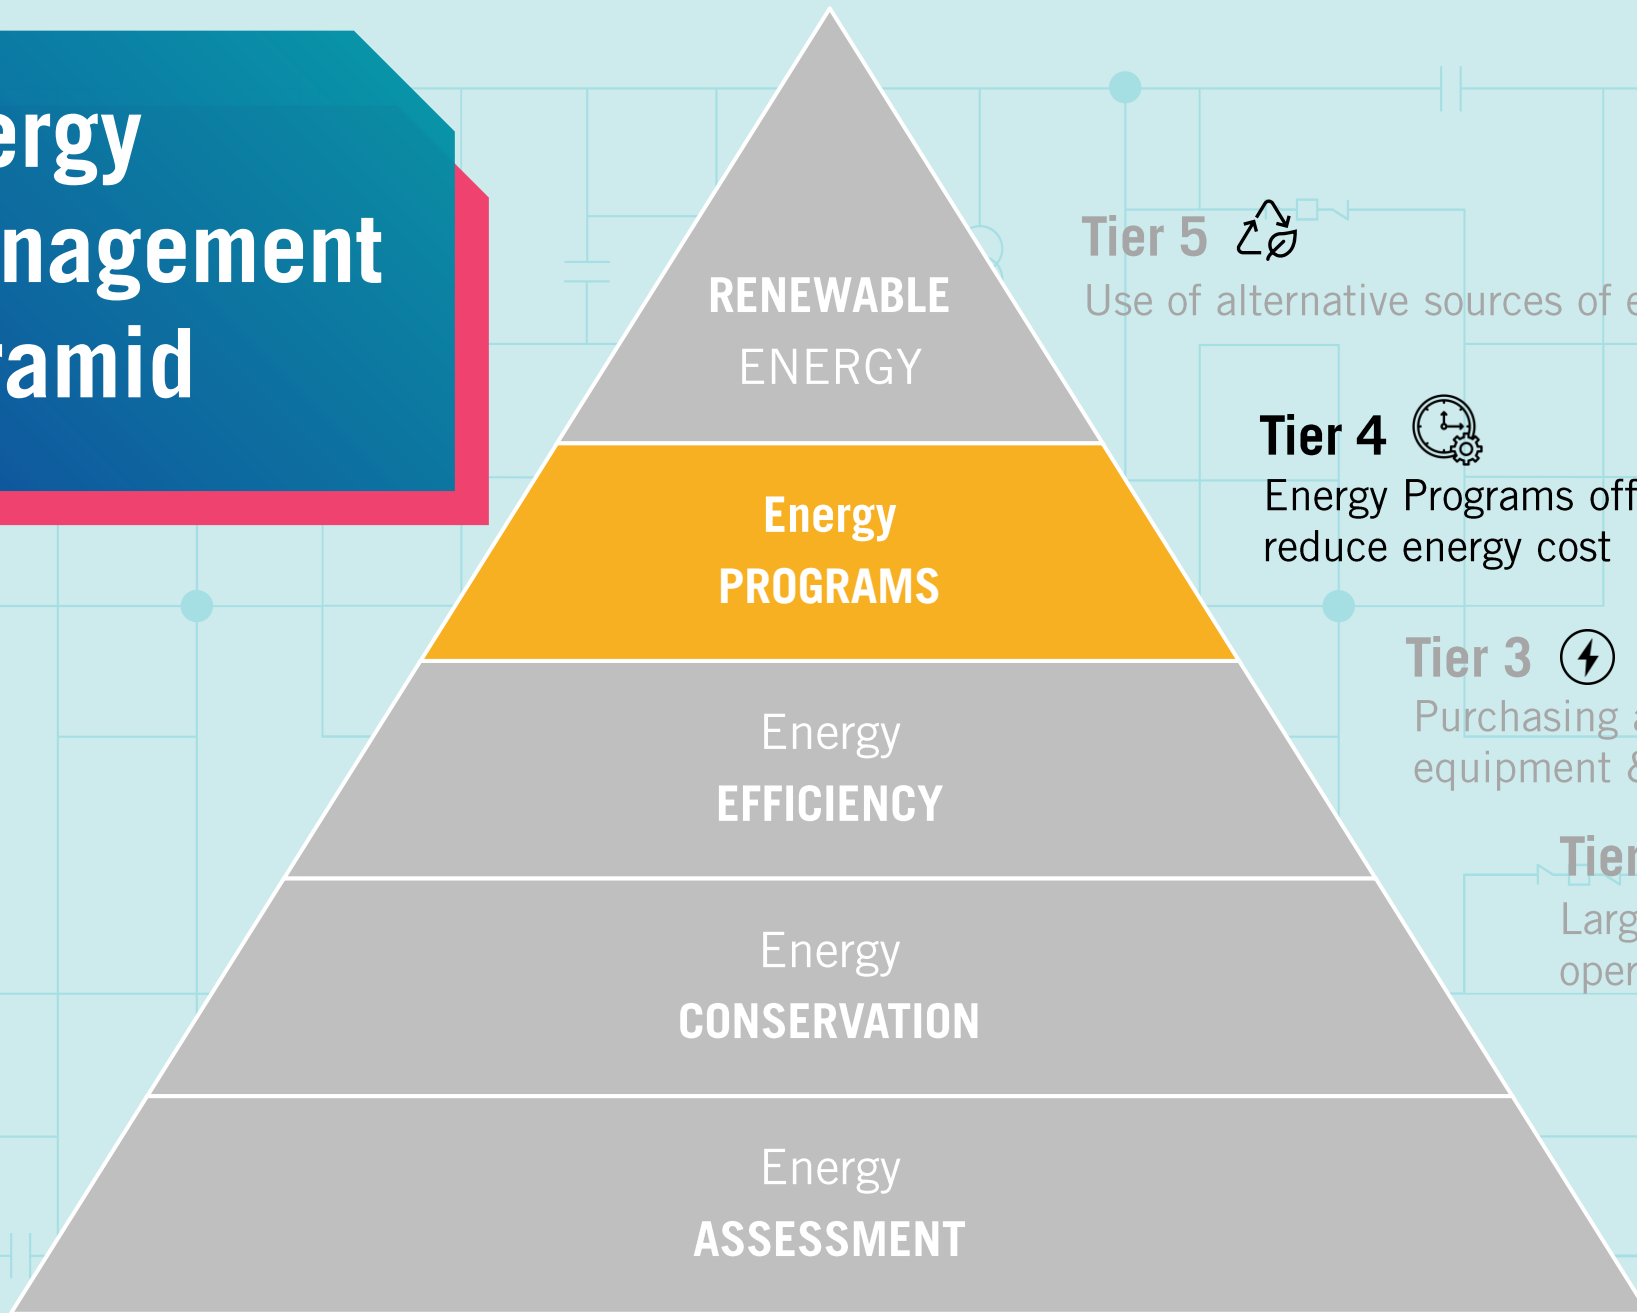 ergy
nagement
ramid
RENEWABLE
ENERGY
Energy
PROGRAMS
Energy
EFFICIENCY
Energy
CONSERVATION
Energy
ASSESSMENT
Tier 5
Use of alternative sources of e
Tier 4
Energy Programs off
reduce energy cost
Tier 3
Purchasing
equipment &
Tier
Larg
oper